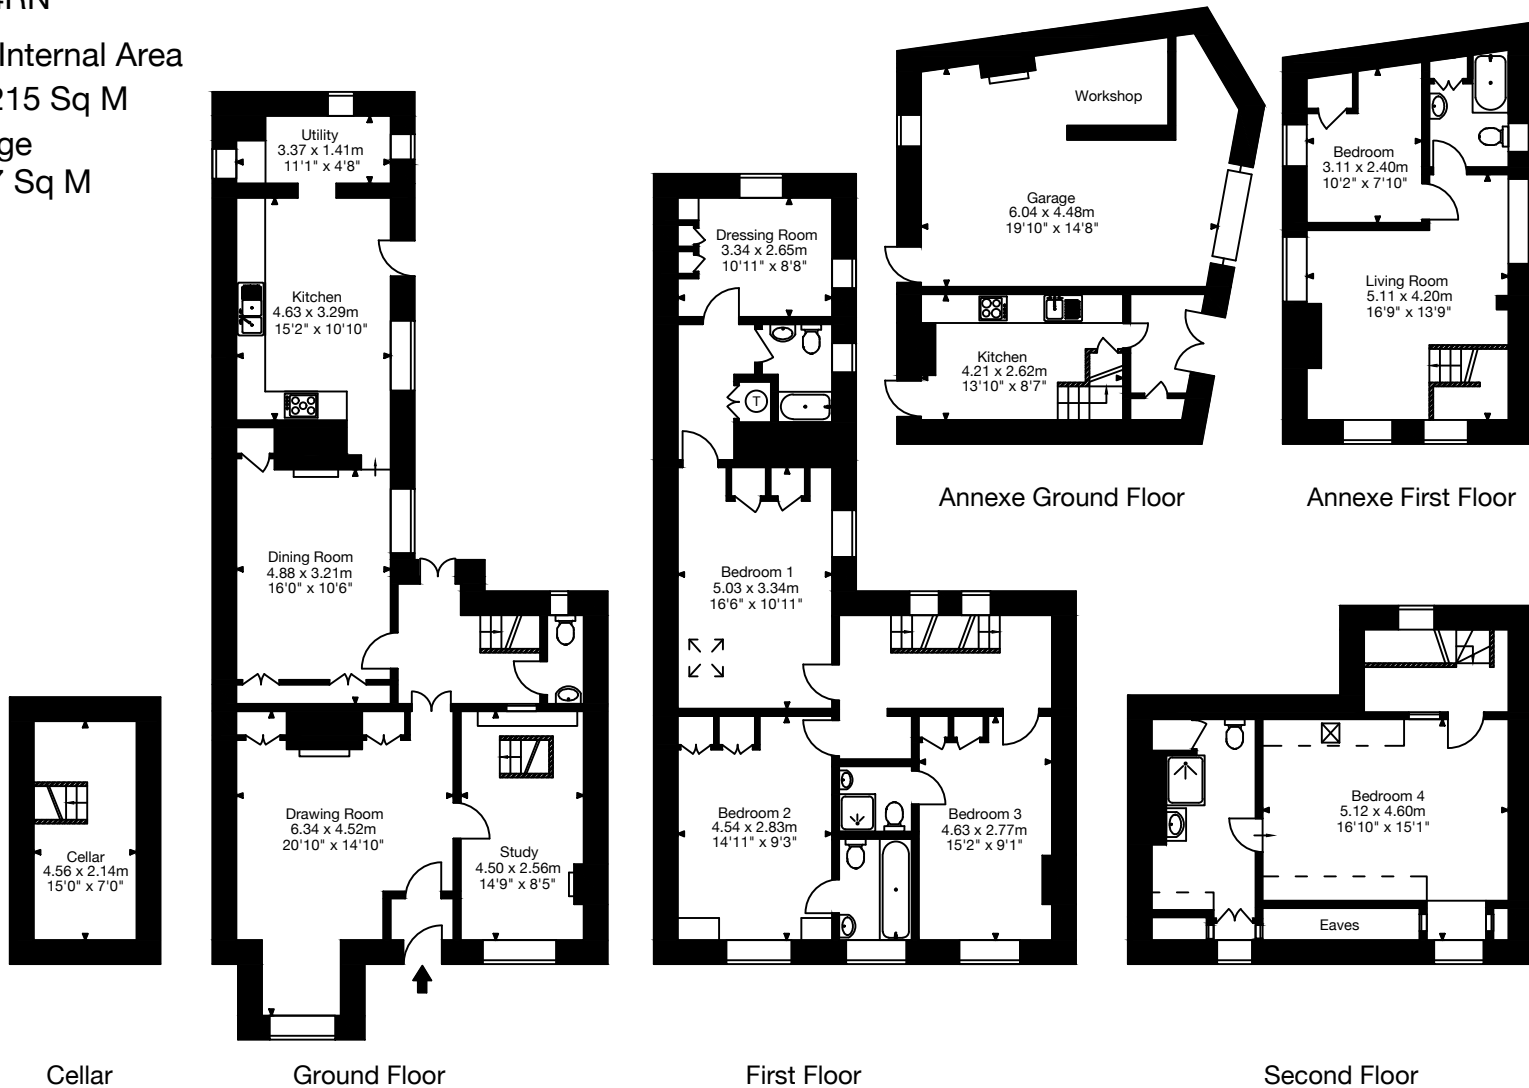 Internal Area
215 Sq M
Sq M
Utility
3.37 x 1.41m
11'1" x 4'8"
Kitchen
4.63 x 3.29m
15'2" x 10'10"
Dining Room
4.88 x 3.21m
16'0" x 10'6"
Drawing Room
6.34 x 4.52m
20'10" x 14'10"
Study
4.50 x 2.56m
14'9" x 8'5"
Cellar
4.56 x 2.14m
15'0" x 7'0"
Dressing Room
3.34 x 2.65m
10'11" x 8'8"
T
Bedroom 1
5.03 x 3.34m
16'6" x 10'11"
Bedroom 2
4.54 x 2.83m
14'11" x 9'3"
Bedroom 3
4.63 x 2.77m
15'2" x 9'1"
Workshop
Garage
6.04 x 4.48m
19'10" x 14'8"
Kitchen
4.21 x 2.62m
13'10" x 8'7"
Annexe Ground Floor
Bedroom
3.11 x 2.40m
10'2" x 7'10"
Living Room
5.11 x 4.20m
16'9" x 13'9"
Annexe First Floor
Bedroom 4
5.12 x 4.60m
16'10" x 15'1"
Eaves
Cellar
Ground Floor
First Floor
Second Floor